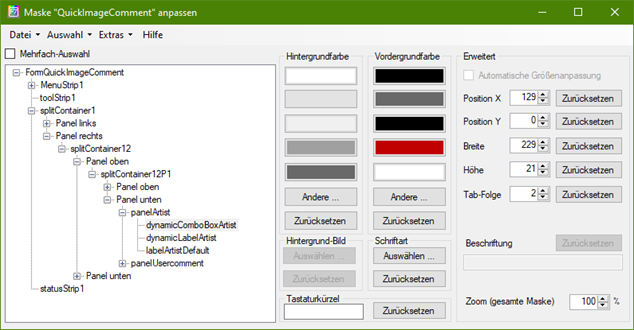 Maske "QuickImageComment" anpassen
Datei Auswahl Extras Hilfe
Mehrfach-Auswahl
FormQuickImageComment
MenuStrip1
toolStrip1
splitContainer1
Panel links
Panel rechts
splitContainer12
Panel oben
splitContainer12P1
Panel oben
Panel unten
panelArtist
dynamicComboBoxArtist
dynamicLabelArtist
labelArtistDefault
panelUsercomment
Panel unten
statusStrip1
Hintergrundfarbe
Andere ...
Zurücksetzen
Hintergrund-Bild
Auswählen ...
Zurücksetzen
Vordergrundfarbe
Andere ...
Zurücksetzen
Schriftart
Auswählen ...
Zurücksetzen
Tastaturkürzel
Zurücksetzen
Erweitert
Automatische Größenanpassung
Position X 129 Zurücksetzen
Position Y 0 Zurücksetzen
Breite 229 Zurücksetzen
Höhe 21 Zurücksetzen
Tab-Folge 2 Zurücksetzen
Beschriftung Zurücksetzen
Zoom (gesamte Maske) 100 %